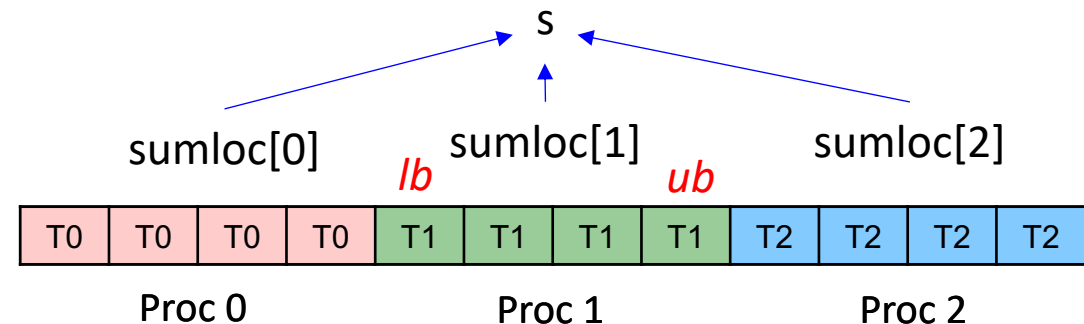 s
sumloc[0] sumloc[1] sumloc[2]
lb ub
T0 T0 T0 T0 T1 T1 T1 T1 T2 T2 T2 T2
Proc 0 Proc 1 Proc 2